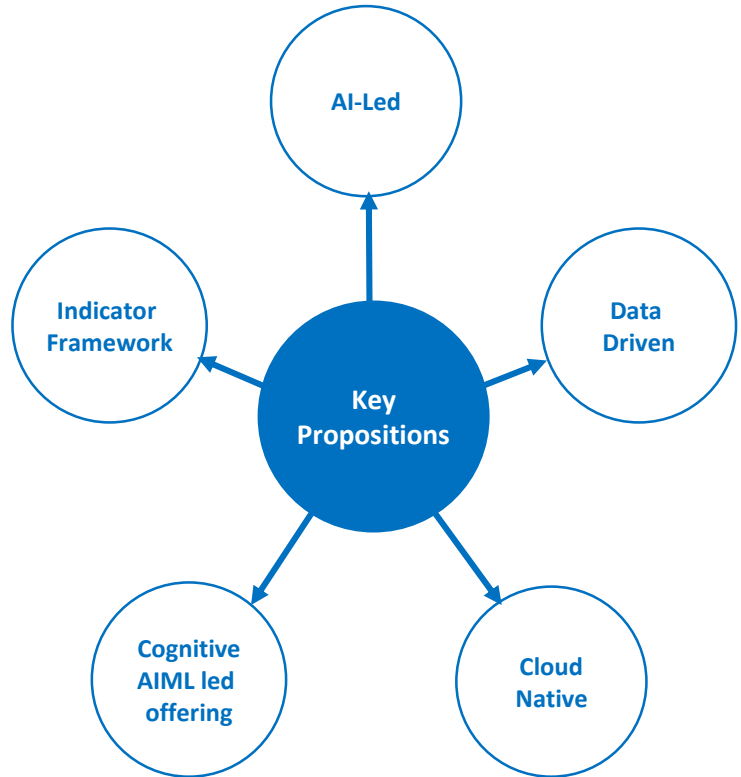 AI-Led
Indicator
Framework
Data
Driven
Key
Propositions
Cognitive
AIML led
offering
Cloud
Native